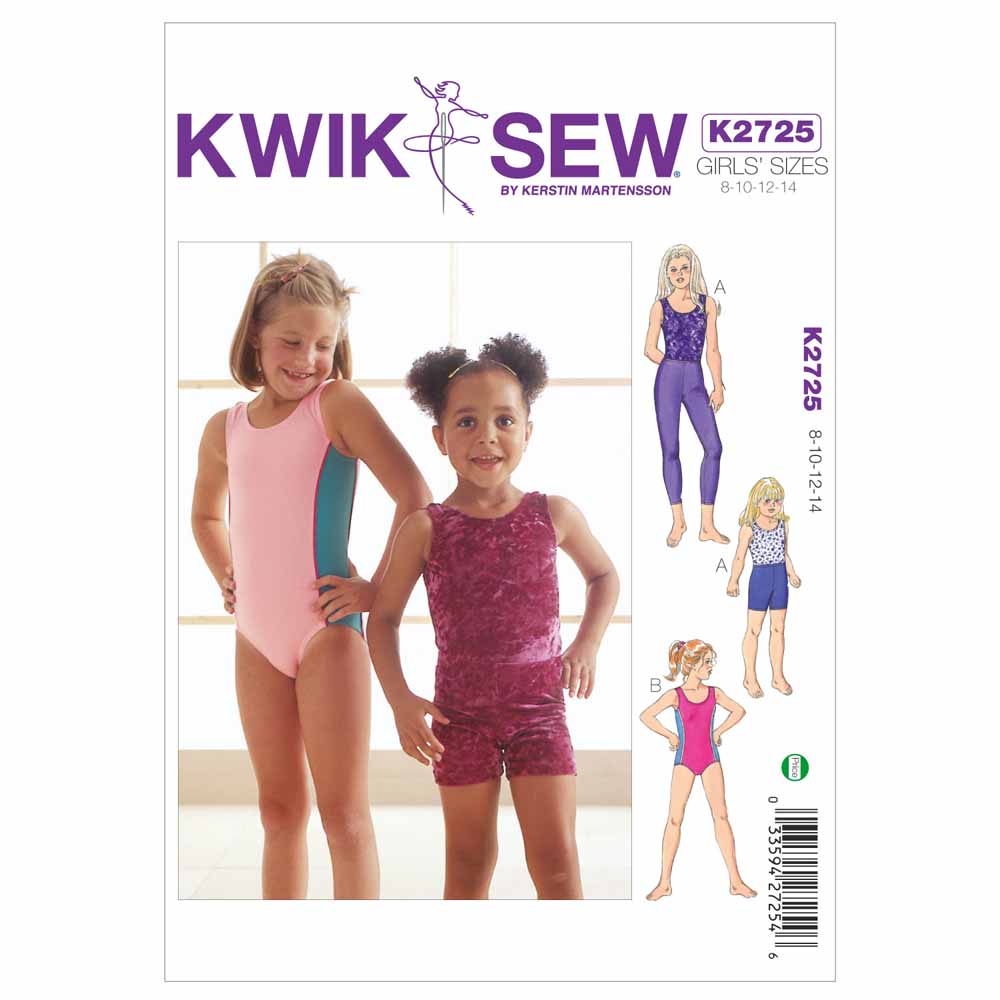 KWIK SEW®
BY KERSTIN MARTENSSON
K2725
GIRLS' SIZES
8-10-12-14
A
A
B
K2725 8-10-12-14
Price
0 33594 27254 6